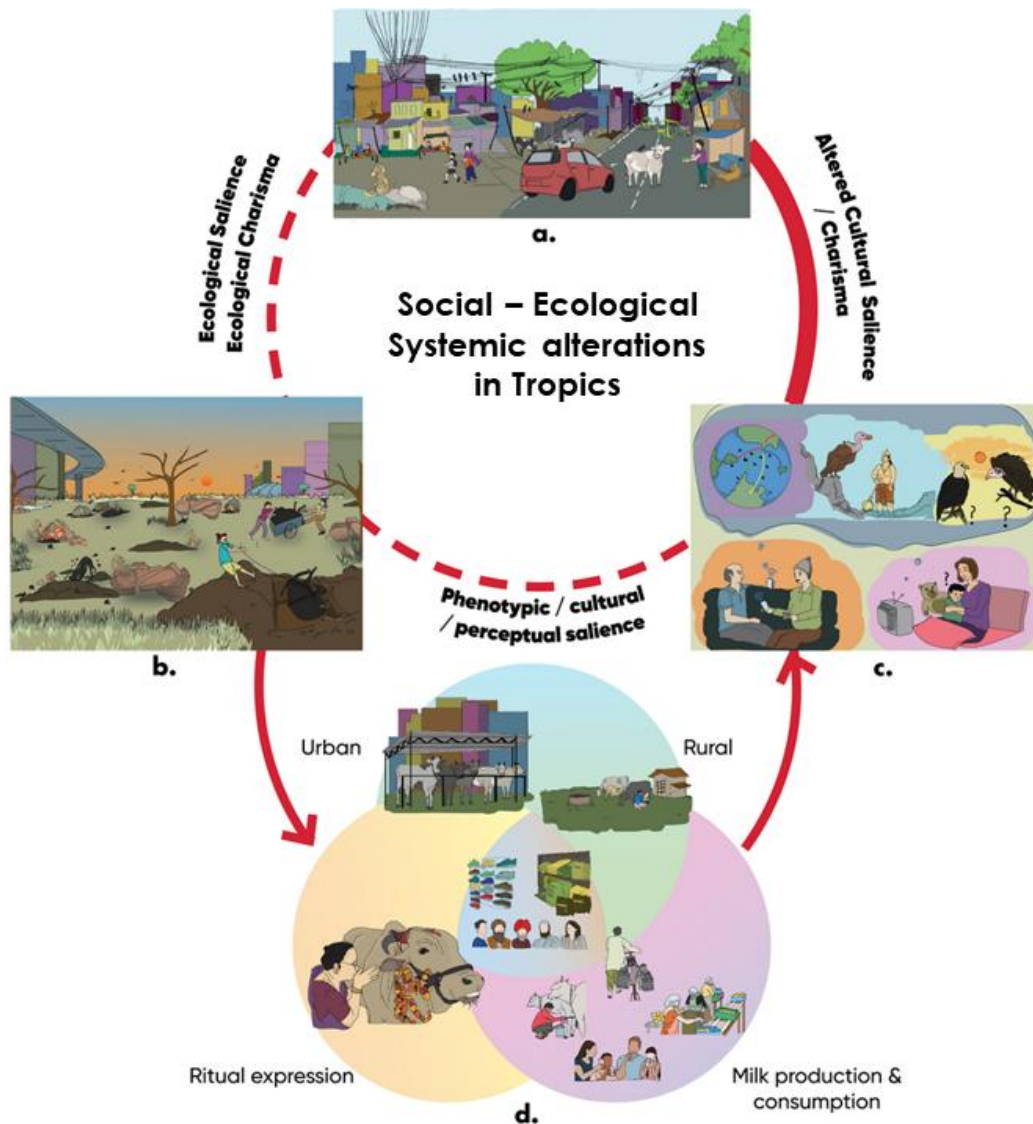 a.
Ecological Salience
Ecological Charisma
Altered Cultural Salience
/ Charisma
Social – Ecological
Systemic alterations
in Tropics
Phenotypic / cultural
/ perceptual salience
b.
c.
?
?
?
Urban
Rural
Ritual expression
Milk production &
consumption
d.